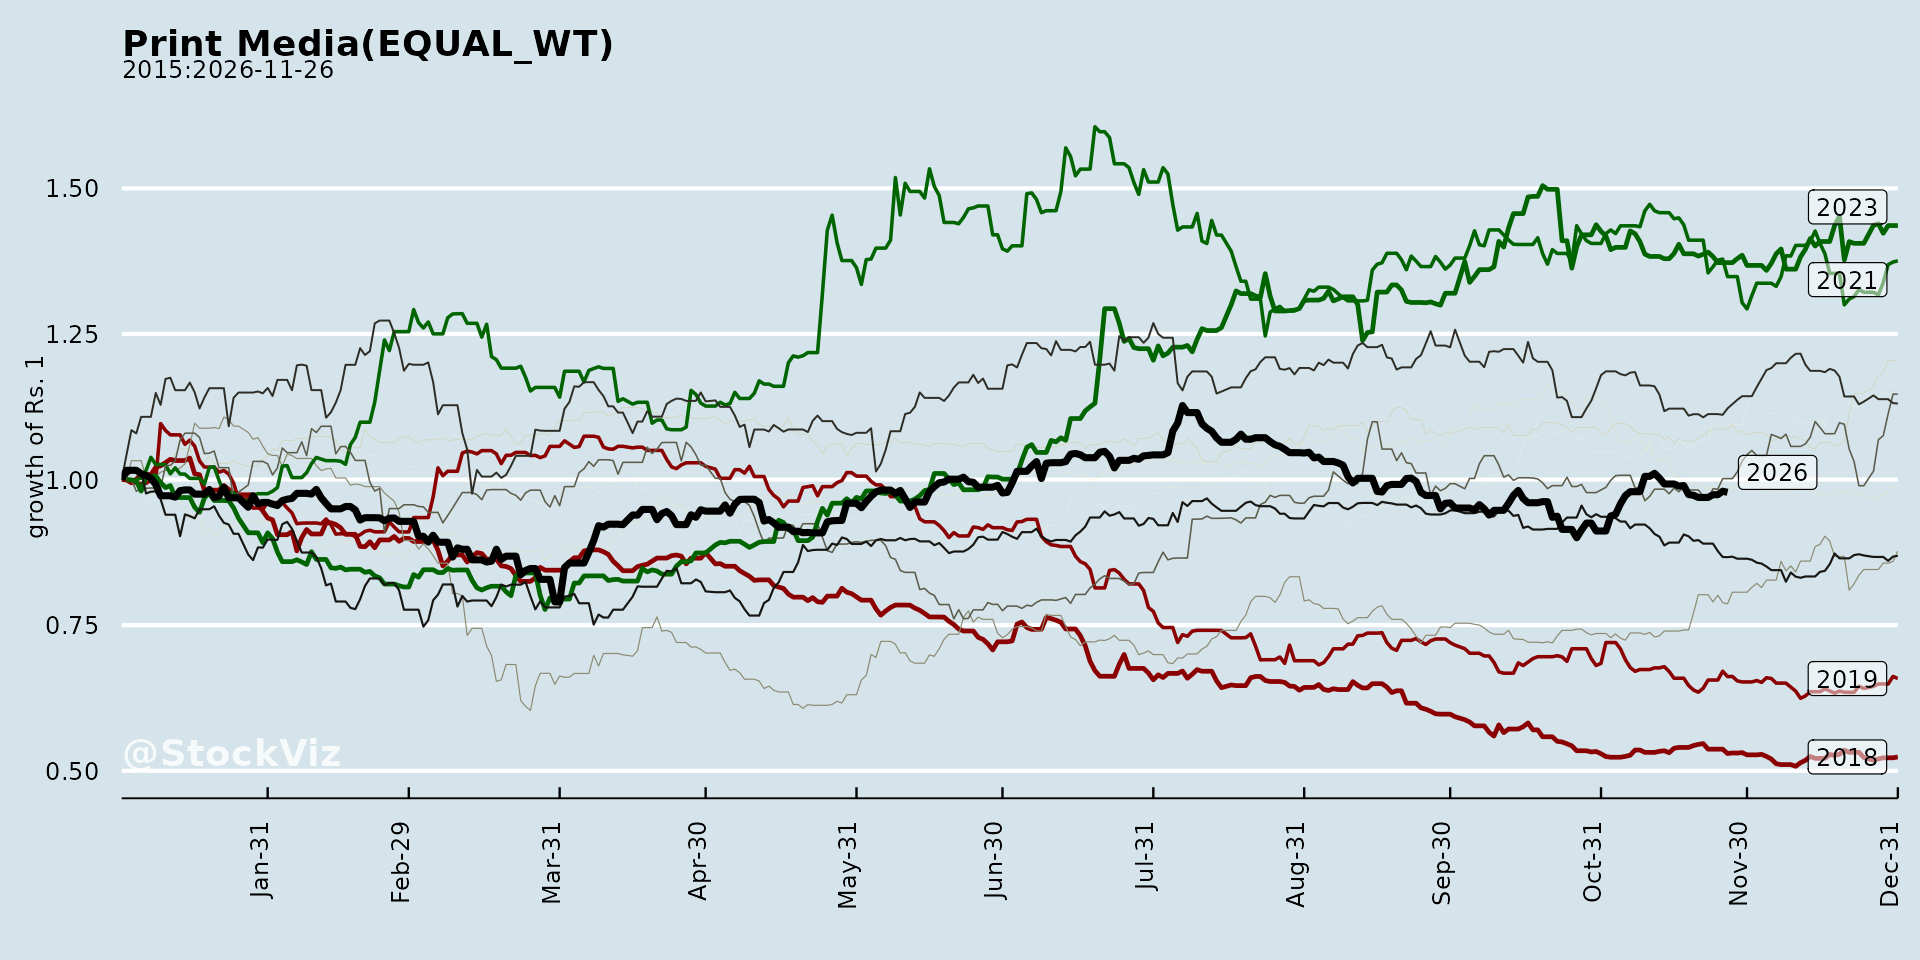 Print Media(EQUAL_WT)
2015:2026-11-26
growth of Rs. 1
1.50
1.25
1.00
0.75
0.50
2023
2021
2026
2019
2018
@StockViz
Jan-31
Feb-29
Mar-31
Apr-30
May-31
Jun-30
Jul-31
Aug-31
Sep-30
Oct-31
Nov-30
Dec-31